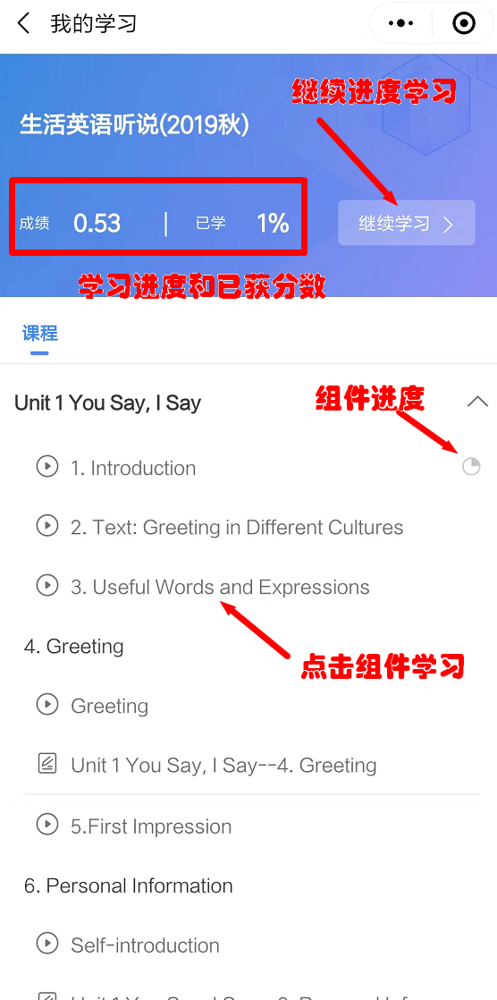 我的学习
继续进度学习
生活英语听说(2019秋)
成绩 0.53 | 已学 1% 继续学习
学习进度和已获分数
课程
组件进度
Unit 1 You Say, I Say
1. Introduction
2. Text: Greeting in Different Cultures
3. Useful Words and Expressions
4. Greeting
点击组件学习
Greeting
Unit 1 You Say, I Say--4. Greeting
5.First Impression
6. Personal Information
Self-introduction